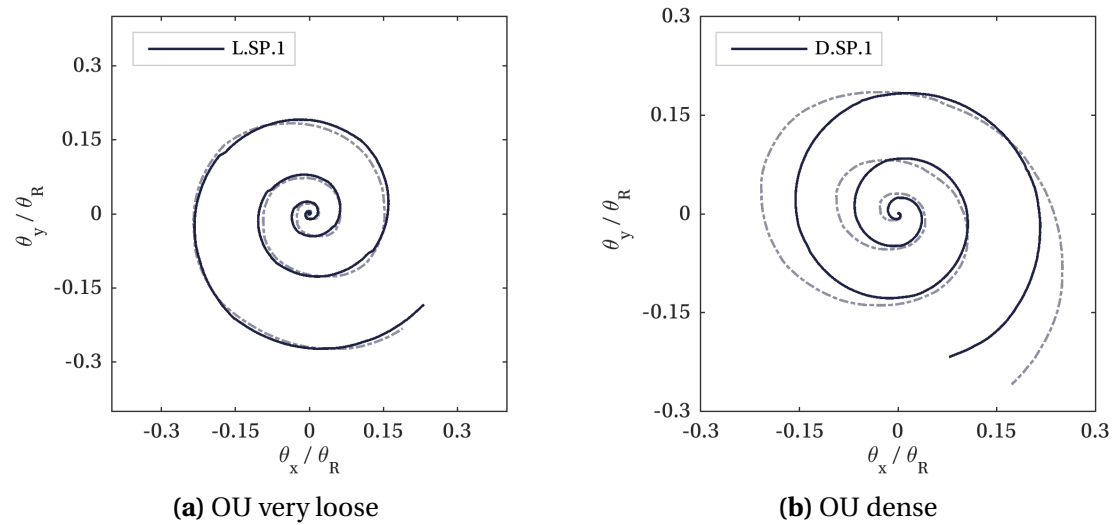 L.SP.1
0.3
0.15
0
-0.15
-0.3
θy / θR
-0.3 -0.15 0 0.15 0.3
θx / θR
(a) OU very loose
D.SP.1
0.3
0.15
0
-0.15
-0.3
θy / θR
-0.3 -0.15 0 0.15 0.3
θx / θR
(b) OU dense